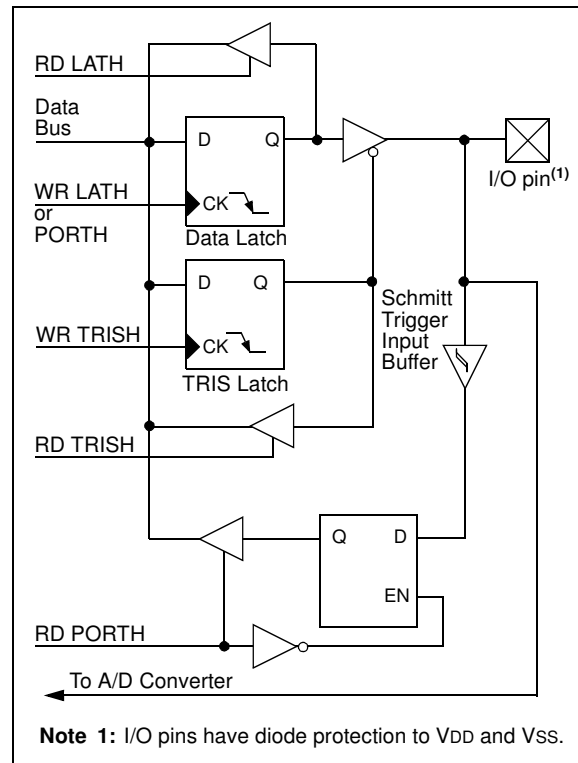 RD LATH
Data
Bus
D Q
I/O pin(1)
WR LATH
or
PORTH
CK
Data Latch
D Q
Schmitt
Trigger
Input
Buffer
WR TRISH
CK
TRIS Latch
RD TRISH
Q D
EN
RD PORTH
To A/D Converter
Note 1: I/O pins have diode protection to VDD and VSS.